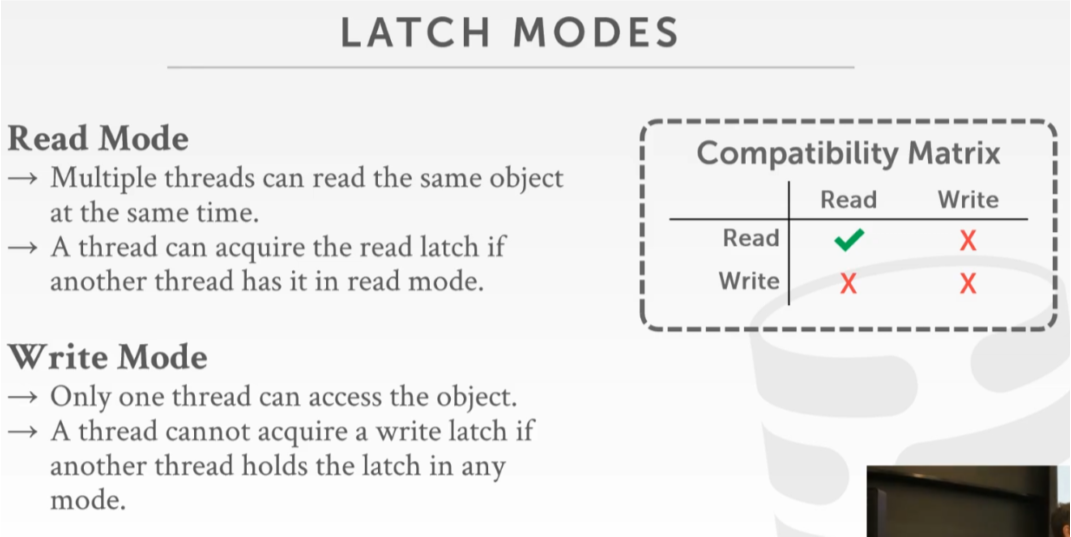 LATCH MODES
Read Mode
→ Multiple threads can read the same object
at the same time.
→ A thread can acquire the read latch if
another thread has it in read mode.
Write Mode
→ Only one thread can access the object.
→ A thread cannot acquire a write latch if
another thread holds the latch in any
mode.
Compatibility Matrix
Read Write
Read ✔ X
Write X X